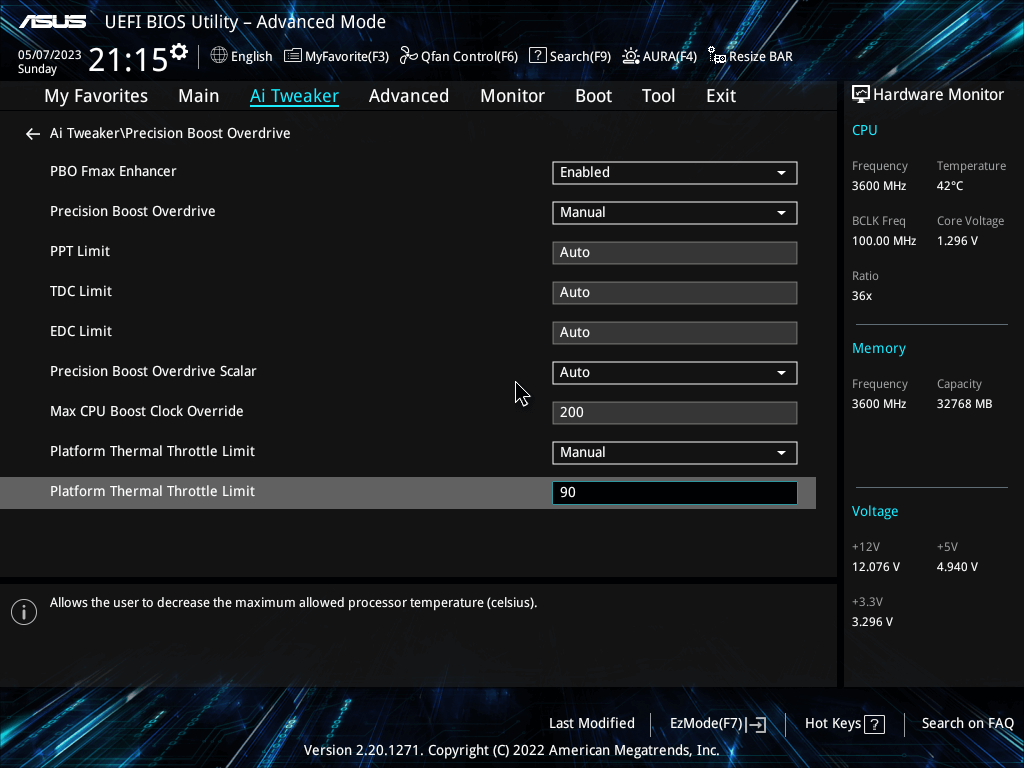 ASUS UEFI BIOS Utility – Advanced Mode
05/07/2023
Sunday
21:15
English MyFavorite(F3) Qfan Control(F6) ? Search(F9) AURA(F4) Resize BAR
My Favorites Main Ai Tweaker Advanced Monitor Boot Tool Exit
Ai Tweaker\Precision Boost Overdrive
PBO Fmax Enhancer Enabled
Precision Boost Overdrive Manual
PPT Limit Auto
TDC Limit Auto
EDC Limit Auto
Precision Boost Overdrive Scalar Auto
Max CPU Boost Clock Override 200
Platform Thermal Throttle Limit Manual
Platform Thermal Throttle Limit 90
Allows the user to decrease the maximum allowed processor temperature (celsius).
Hardware Monitor
CPU
Frequency Temperature
3600 MHz 42°C
BCLK Freq Core Voltage
100.00 MHz 1.296 V
Ratio
36x
Memory
Frequency Capacity
3600 MHz 32768 MB
Voltage
+12V +5V
12.076 V 4.940 V
+3.3V
3.296 V
Last Modified EzMode(F7) Hot Keys ? Search on FAQ
Version 2.20.1271. Copyright (C) 2022 American Megatrends, Inc.